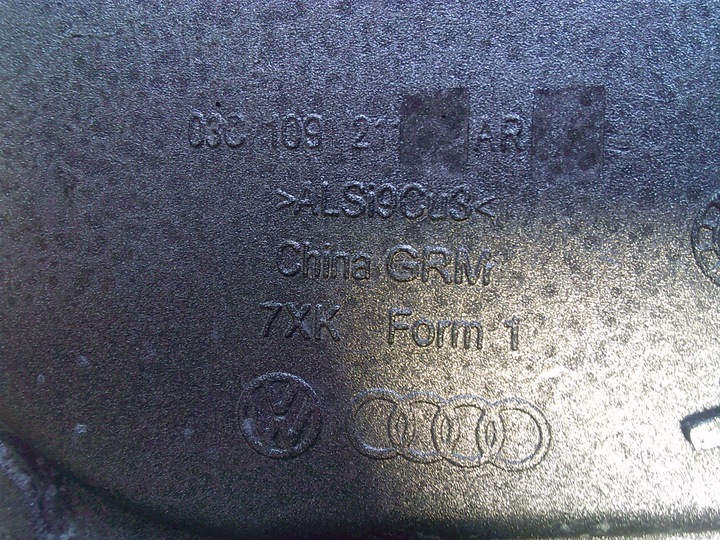 03C 109 21 AR
>ALSi9Cu3<
China GRM
7XK Form 1